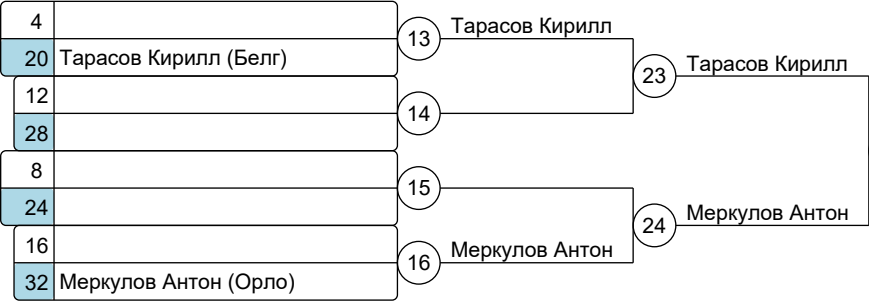 4
20 Тарасов Кирилл (Белг)
12
28
8
24
16
32 Меркулов Антон (Орло)
13
14
15
16
Тарасов Кирилл
Меркулов Антон
23
24
Тарасов Кирилл
Меркулов Антон